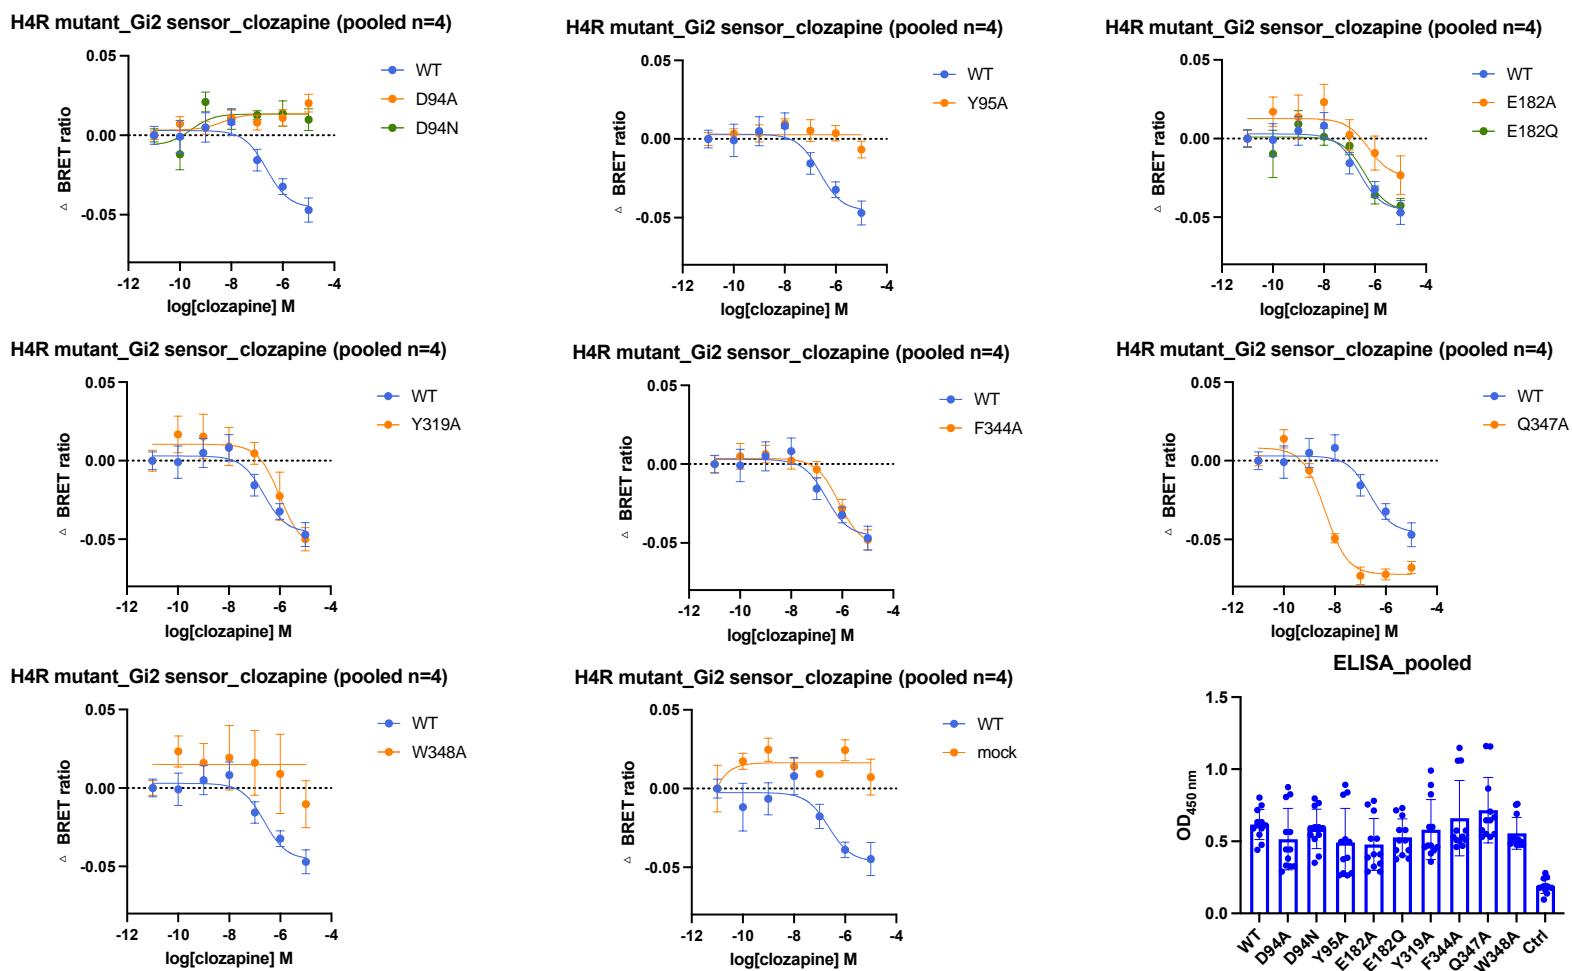 H4R mutant_Gi2 sensor_clozapine (pooled n=4)
0.05
0.00
-0.05
△ BRET ratio
-12 -10 -8 -6 -4
log[clozapine] M
WT
D94A
D94N
H4R mutant_Gi2 sensor_clozapine (pooled n=4)
0.05
0.00
-0.05
△ BRET ratio
-12 -10 -8 -6 -4
log[clozapine] M
WT
Y95A
H4R mutant_Gi2 sensor_clozapine (pooled n=4)
0.05
0.00
-0.05
△ BRET ratio
-12 -10 -8 -6 -4
log[clozapine] M
WT
E182A
E182Q
H4R mutant_Gi2 sensor_clozapine (pooled n=4)
0.05
0.00
-0.05
△ BRET ratio
-12 -10 -8 -6 -4
log[clozapine] M
WT
Y319A
H4R mutant_Gi2 sensor_clozapine (pooled n=4)
0.05
0.00
-0.05
△ BRET ratio
-12 -10 -8 -6 -4
log[clozapine] M
WT
F344A
H4R mutant_Gi2 sensor_clozapine (pooled n=4)
0.05
0.00
-0.05
△ BRET ratio
-12 -10 -8 -6 -4
log[clozapine] M
WT
Q347A
H4R mutant_Gi2 sensor_clozapine (pooled n=4)
0.05
0.00
-0.05
△ BRET ratio
-12 -10 -8 -6 -4
log[clozapine] M
WT
W348A
H4R mutant_Gi2 sensor_clozapine (pooled n=4)
0.05
0.00
-0.05
△ BRET ratio
-12 -10 -8 -6 -4
log[clozapine] M
WT
mock
ELISA_pooled
1.5
1.0
0.5
0.0
OD450 nm
WT D94A D94N Y95A E182A E182Q Y319A F344A Q347A W348A Ctrl